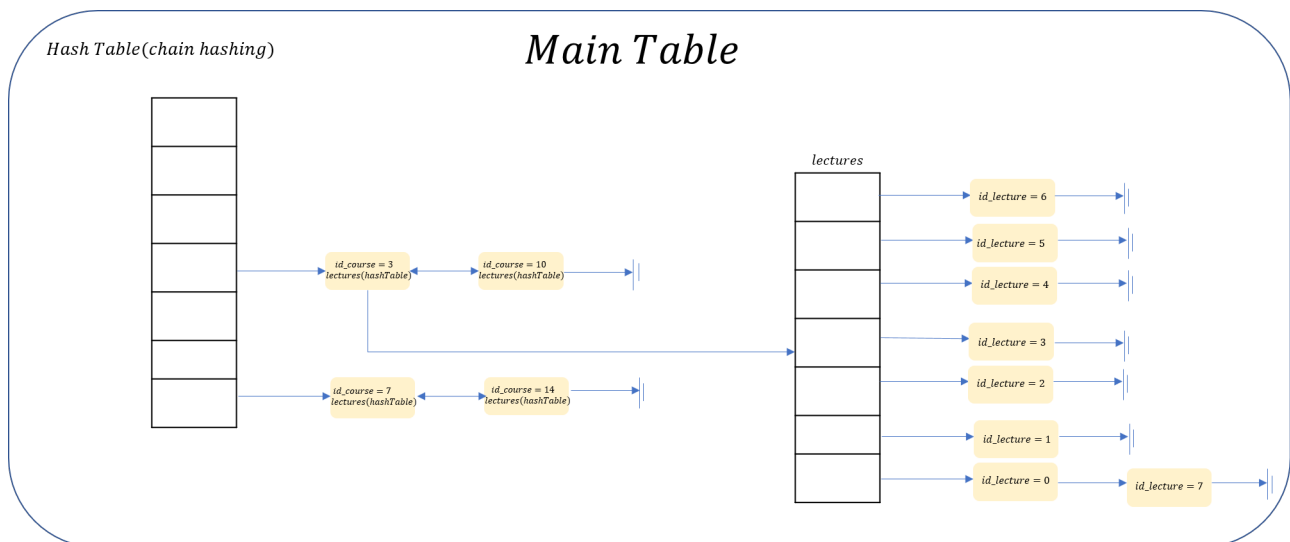 Hash Table(chain hashing)
Main Table
lectures
id_lecture = 6
id_lecture = 5
id_course = 3
lectures(hashTable)
id_course = 10
lectures(hashTable)
id_lecture = 4
id_lecture = 3
id_lecture = 2
id_course = 7
lectures(hashTable)
id_course = 14
lectures(hashTable)
id_lecture = 1
id_lecture = 0
id_lecture = 7